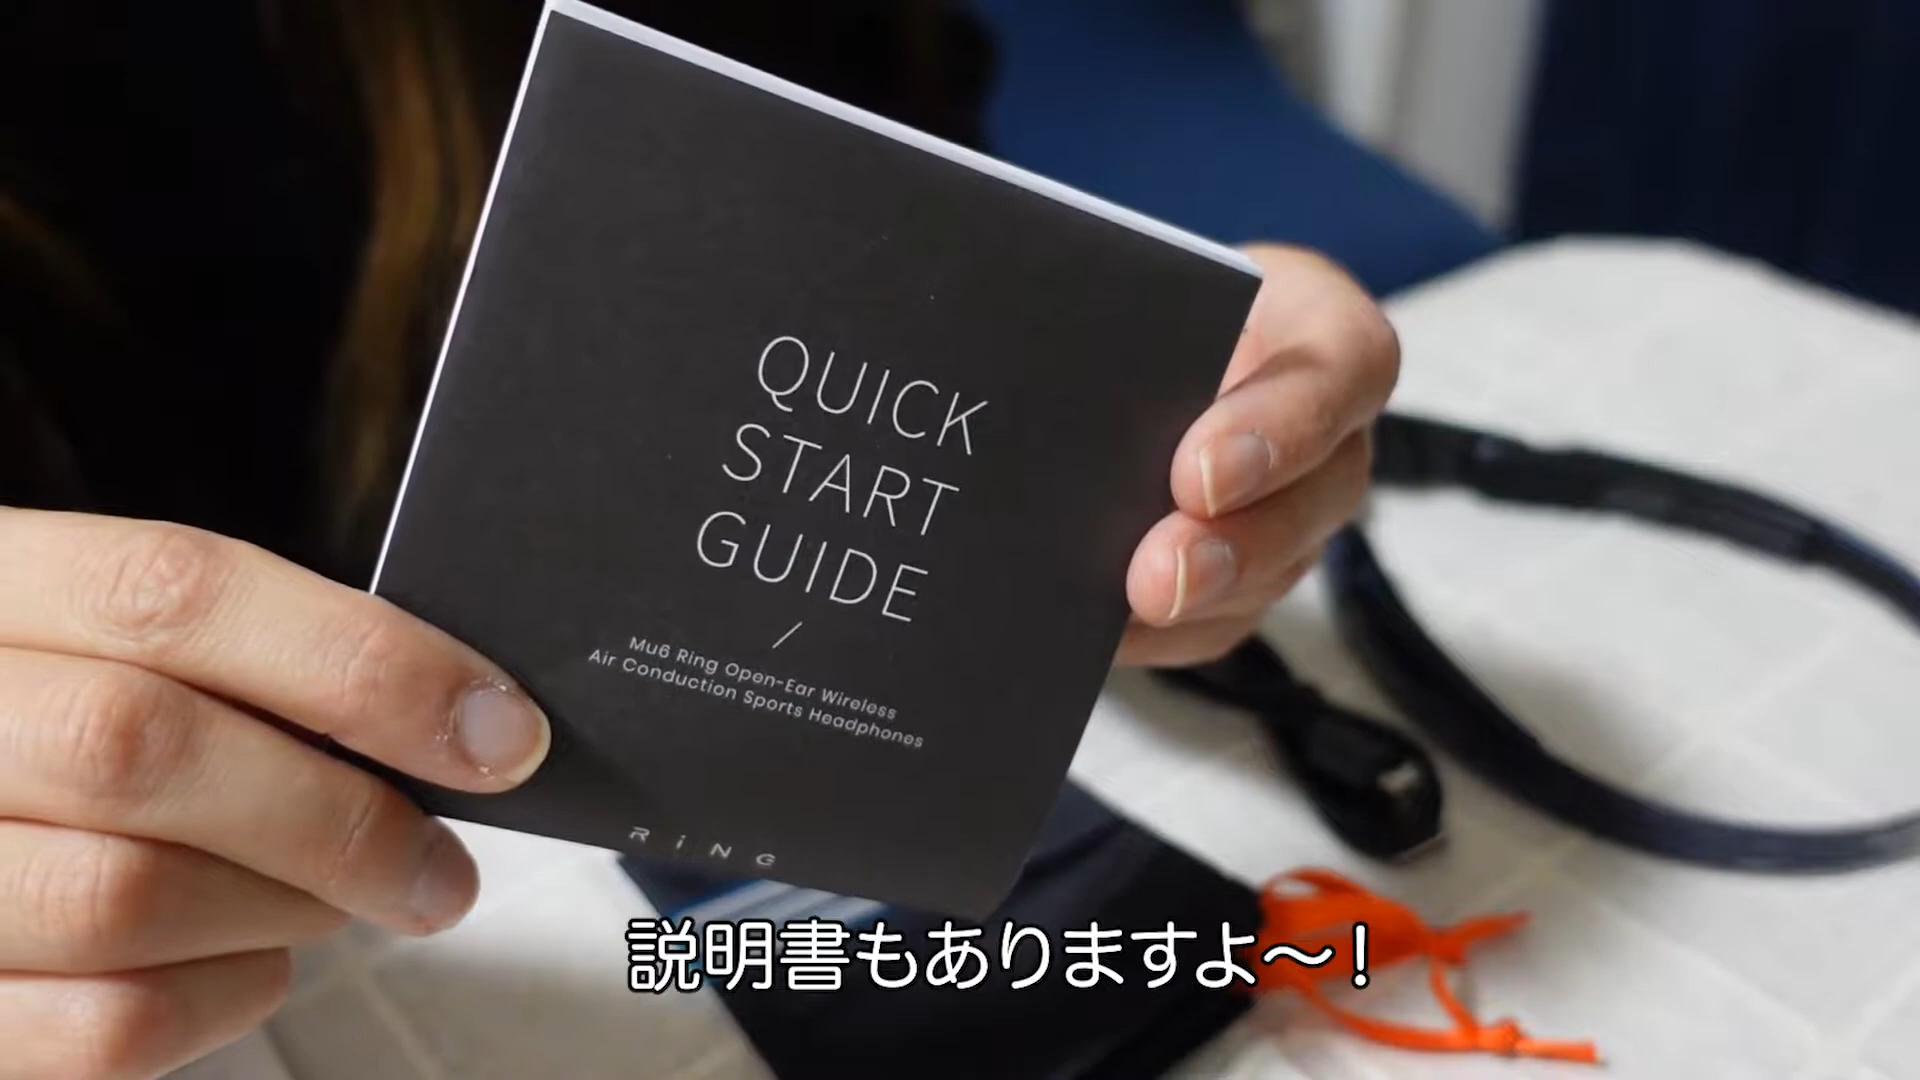 QUICK
START
GUIDE
Mu6 Ring Open-Ear Wireless
Air Conduction Sports Headphones
RiNG
説明書もありますよ〜！